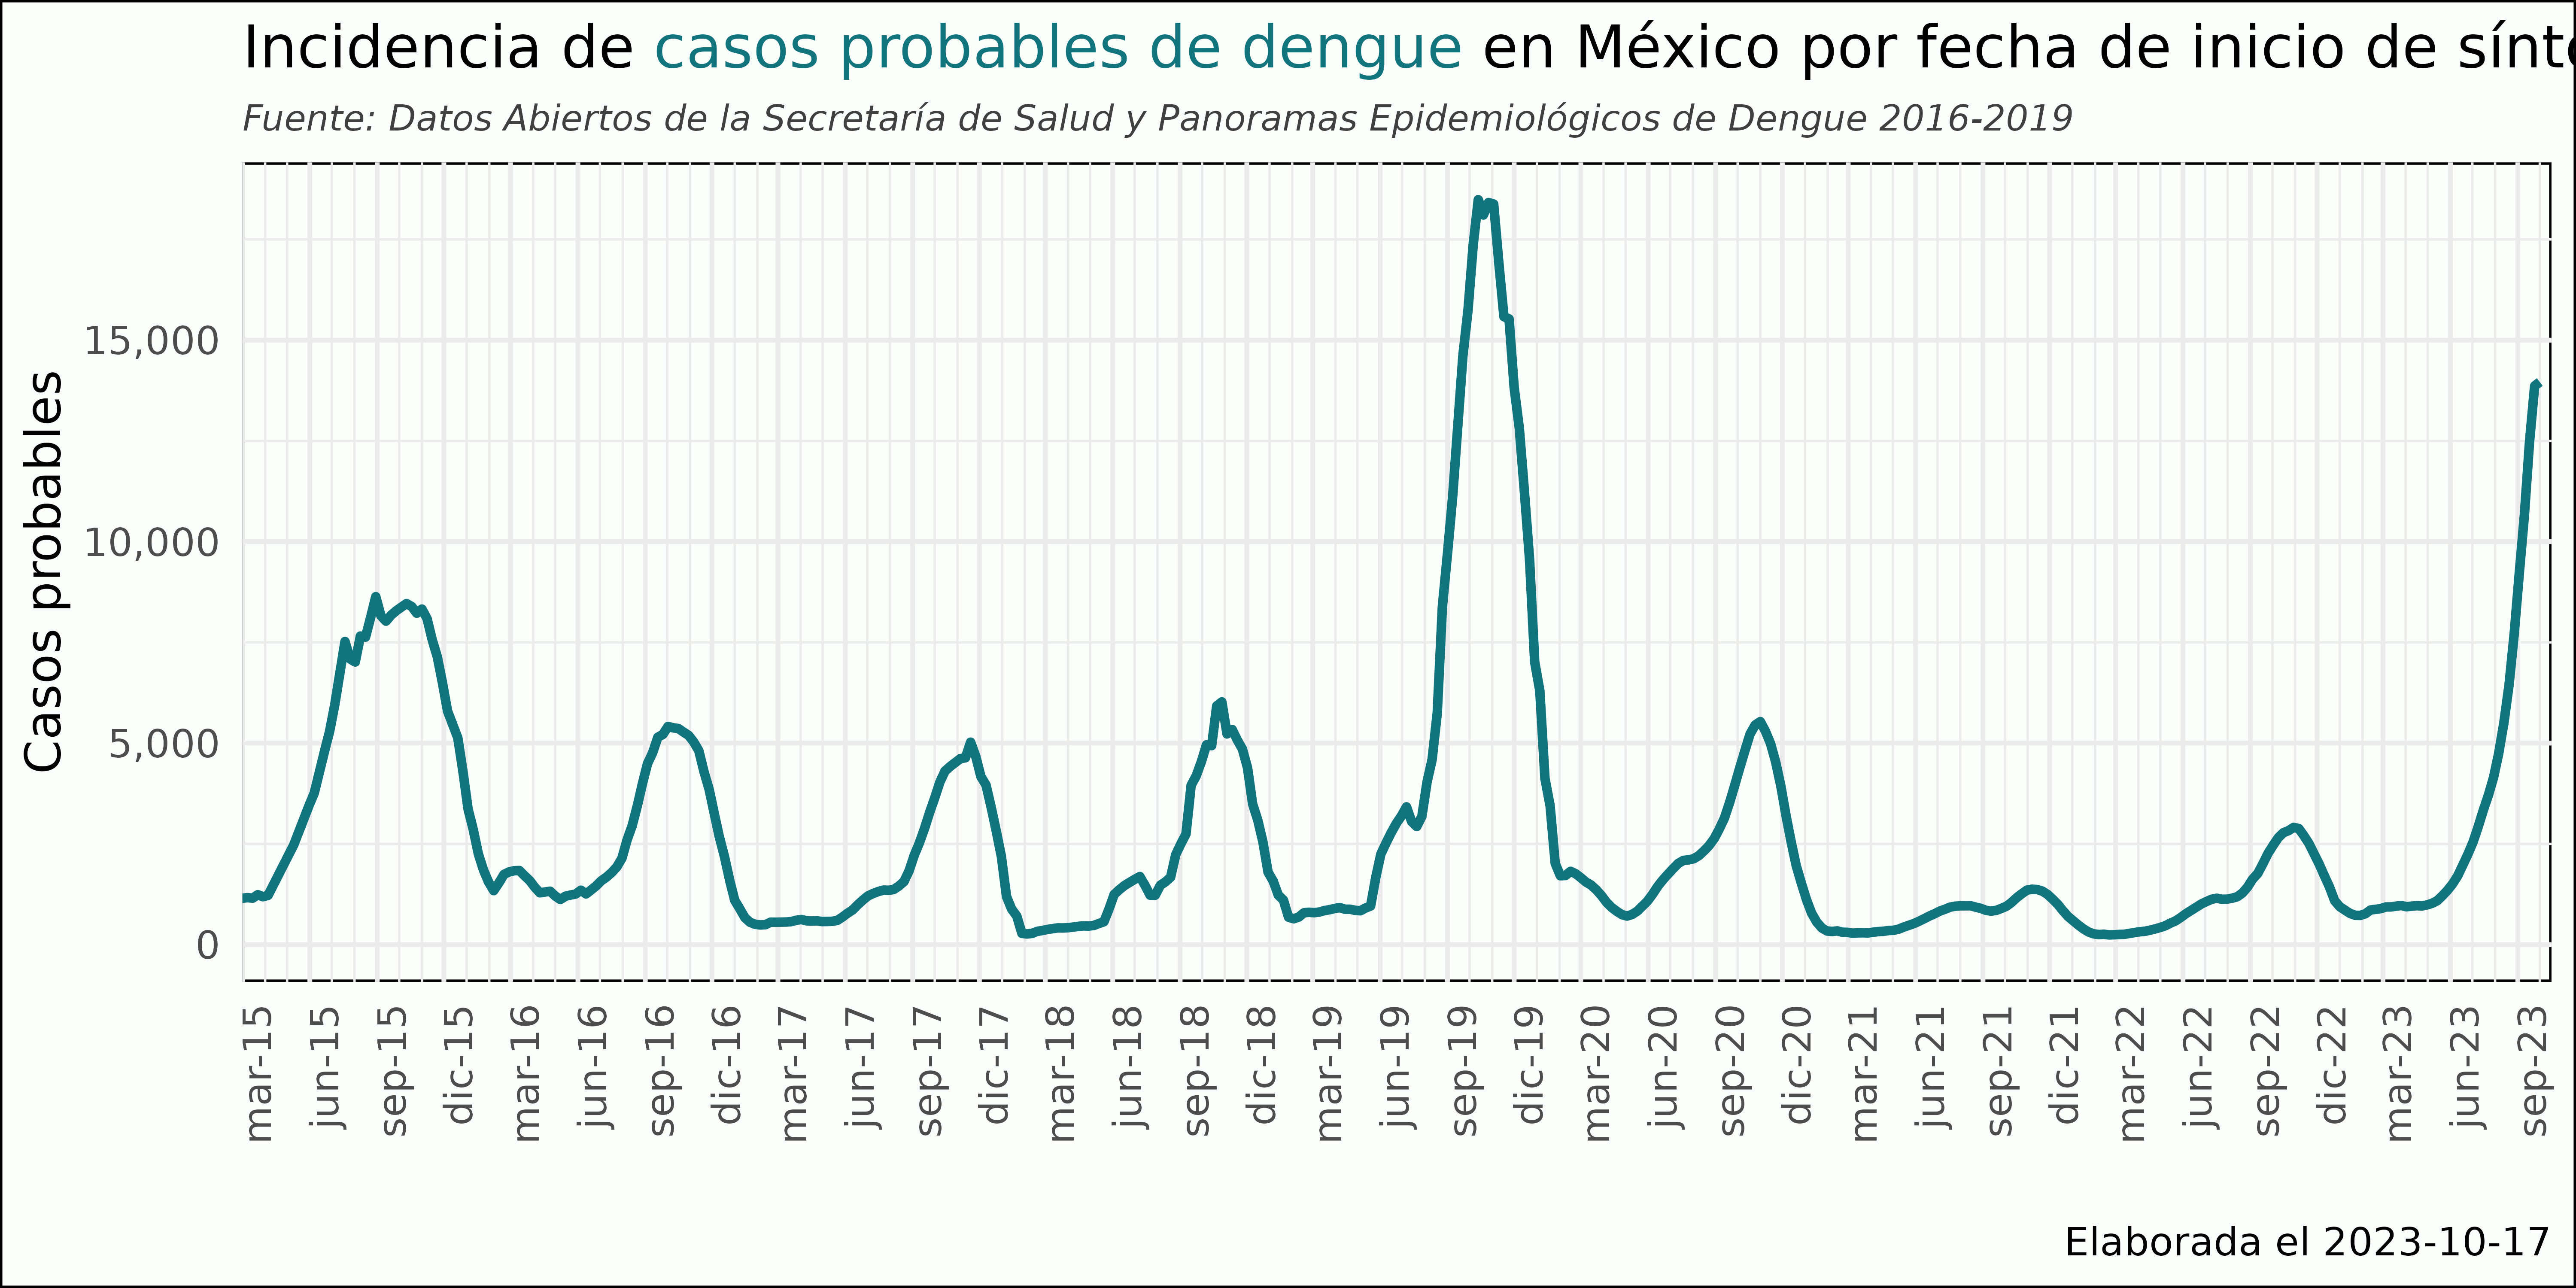 Incidencia de casos probables de dengue en México por fecha de inicio de
Fuente: Datos Abiertos de la Secretaría de Salud y Panoramas Epidemiológicos de Dengue 2016-2019
Casos probables
15,000
10,000
5,000
0
mar-15
jun-15
sep-15
dic-15
mar-16
jun-16
sep-16
dic-16
mar-17
jun-17
sep-17
dic-17
mar-18
jun-18
sep-18
dic-18
mar-19
jun-19
sep-19
dic-19
mar-20
jun-20
sep-20
dic-20
mar-21
jun-21
sep-21
dic-21
mar-22
jun-22
sep-22
dic-22
mar-23
jun-23
sep-23
Elaborada el 2023-10-17